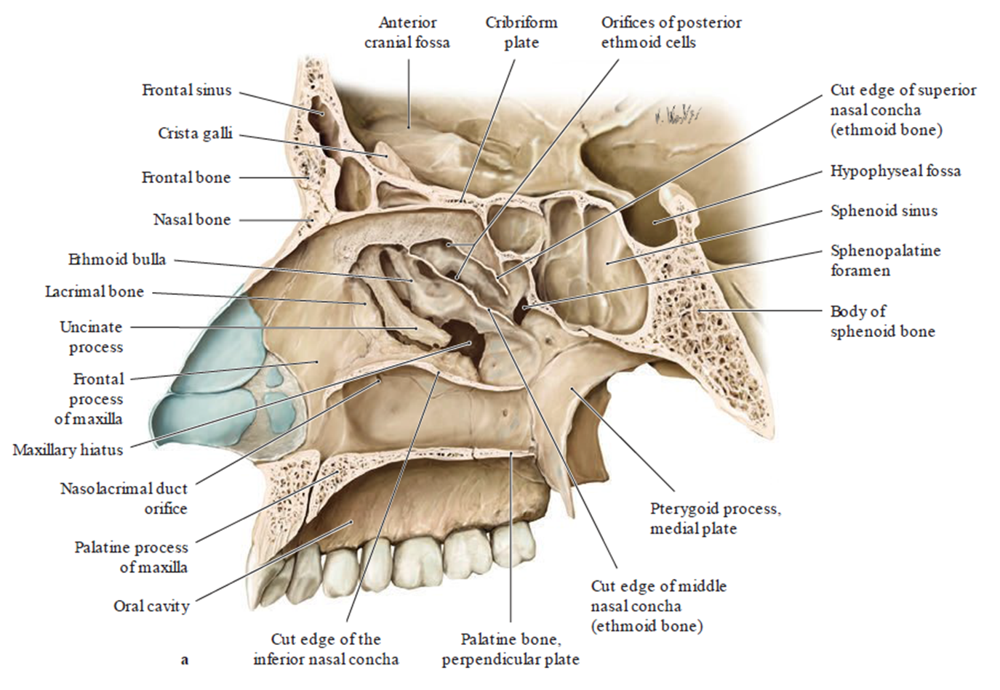 Anterior
cranial fossa
Cribriform
plate
Orifices of posterior
ethmoid cells
Frontal sinus
Crista galli
Frontal bone
Nasal bone
Ethmoid bulla
Lacrimal bone
Uncinate
process
Frontal
process
of maxilla
Maxillary hiatus
Nasolacrimal duct
orifice
Palatine process
of maxilla
Oral cavity
Cut edge of superior
nasal concha
(ethmoid bone)
Hypophyseal fossa
Sphenoid sinus
Sphenopalatine
foramen
Body of
sphenoid bone
Pterygoid process,
medial plate
Cut edge of middle
nasal concha
(ethmoid bone)
Cut edge of the
inferior nasal concha
Palatine bone,
perpendicular plate
a